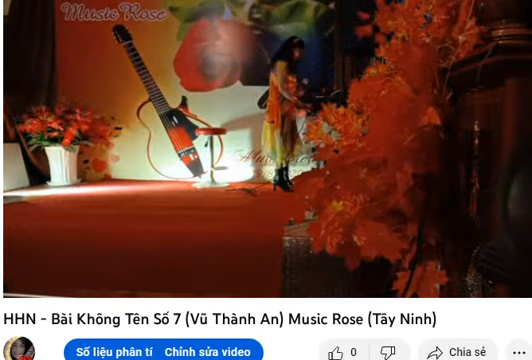 Music Rose
HHN - Bài Không Tên Số 7 (Vũ Thành An) Music Rose (Tây Ninh)
Số liệu phân tí Chỉnh sửa video
0
Chia sẻ